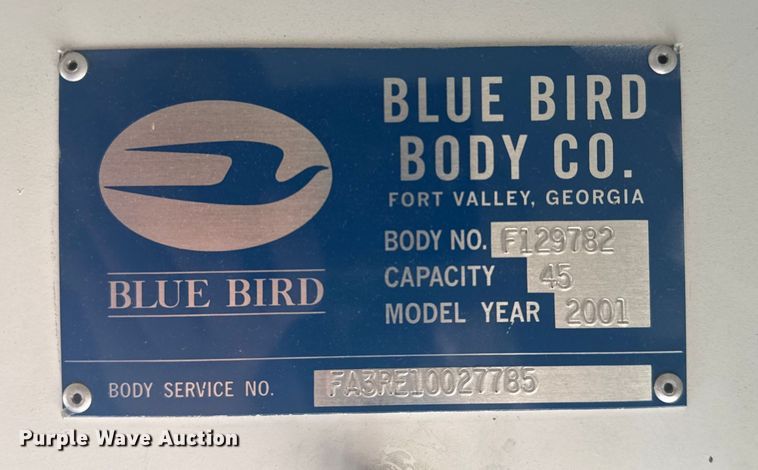 BLUE BIRD
BODY CO.
FORT VALLEY, GEORGIA
BODY NO. F129782
CAPACITY 45
MODEL YEAR 2001
BLUE BIRD
BODY SERVICE NO. FA3RE10027785
Purple Wave Auction